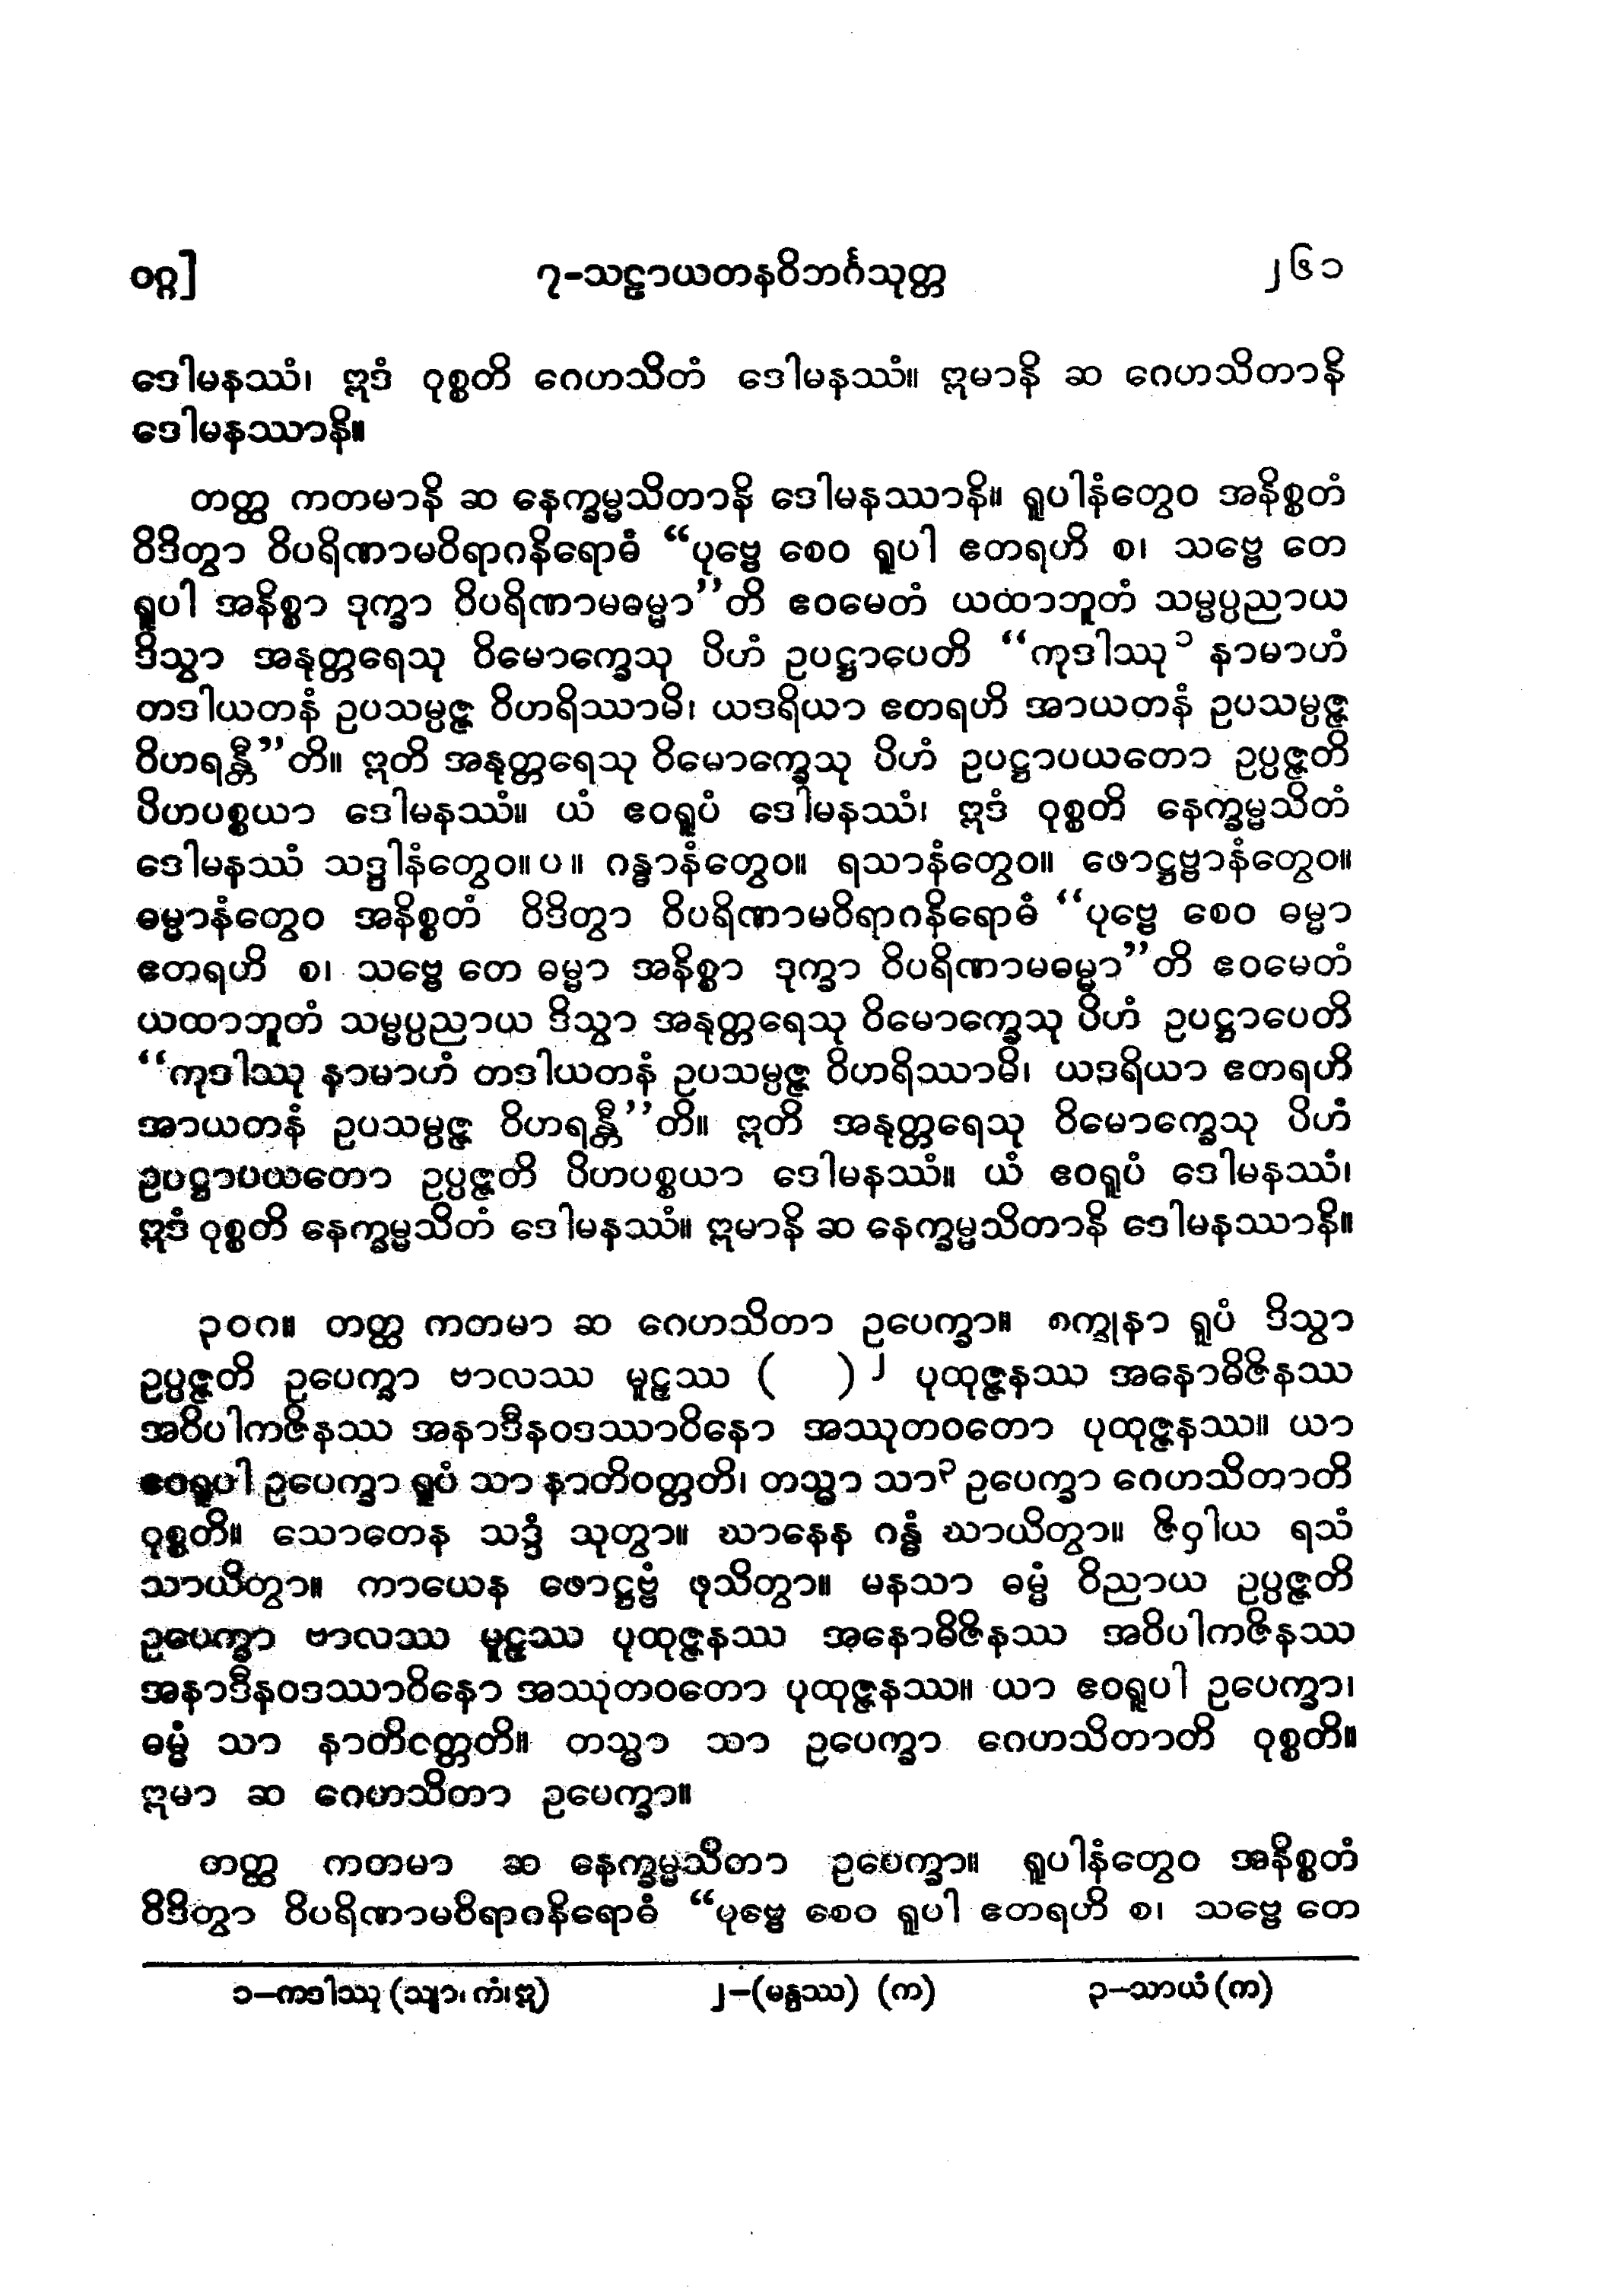 ဝဂ္ဂ]    ၇-သဠာယတနဝိဘင်္ဂသုတ္တ    ၂၆၁
ဒေါမနဿံ၊ ဣဒံ ဝုစ္စတိ ဂေဟသိတံ ဒေါမနဿံ။ ဣမာနိ ဆ ဂေဟသိတာနိ
ဒေါမနဿာနိ။
တတ္ထ ကတမာနိ ဆ နေက္ခမ္မသိတာနိ ဒေါမနဿာနိ။ ရူပါနံတွေဝ အနိစ္စတံ
ဝိဒိတွာ ဝိပရိဏာမဝိရာဂနိရောဓံ “ပုဗ္ဗေ စေဝ ရူပါ ဧတရဟိ စ၊ သဗ္ဗေ တေ
ရူပါ အနိစ္စာ ဒုက္ခာ ဝိပရိဏာမဓမ္မာ”တိ ဧဝမေတံ ယထာဘူတံ သမ္မပ္ပညာယ
ဒိသွာ အနုတ္တရေသု ဝိမောက္ခေသု ပိဟံ ဥပဋ္ဌာပေတိ “ကုဒါဿု ၁ နာမာဟံ
တဒါယတနံ ဥပသမ္ပဇ္ဇ ဝိဟရိဿာမိ၊ ယဒရိယာ ဧတရဟိ အာယတနံ ဥပသမ္ပဇ္ဇ
ဝိဟရန္တီ”တိ။ ဣတိ အနုတ္တရေသု ဝိမောက္ခေသု ပိဟံ ဥပဋ္ဌာပယတော ဥပ္ပဇ္ဇတိ
ပိဟပစ္စယာ ဒေါမနဿံ။ ယံ ဧဝရူပံ ဒေါမနဿံ၊ ဣဒံ ဝုစ္စတိ နေက္ခမ္မသိတံ
ဒေါမနဿံ သဒ္ဒါနံတွေဝ။ ပ ။ ဂန္ဓာနံတွေဝ။ ရသာနံတွေဝ။ ဖောဋ္ဌဗ္ဗာနံတွေဝ။
ဓမ္မာနံတွေဝ အနိစ္စတံ ဝိဒိတွာ ဝိပရိဏာမဝိရာဂနိရောဓံ “ပုဗ္ဗေ စေဝ ဓမ္မာ
ဧတရဟိ စ၊ သဗ္ဗေ တေ ဓမ္မာ အနိစ္စာ ဒုက္ခာ ဝိပရိဏာမဓမ္မာ”တိ ဧဝမေတံ
ယထာဘူတံ သမ္မပ္ပညာယ ဒိသွာ အနုတ္တရေသု ဝိမောက္ခေသု ပိဟံ ဥပဋ္ဌာပေတိ
“ကုဒါဿု နာမာဟံ တဒါယတနံ ဥပသမ္ပဇ္ဇ ဝိဟရိဿာမိ၊ ယဒရိယာ ဧတရဟိ
အာယတနံ ဥပသမ္ပဇ္ဇ ဝိဟရန္တီ”တိ။ ဣတိ အနုတ္တရေသု ဝိမောက္ခေသု ပိဟံ
ဥပဋ္ဌာပယတော ဥပ္ပဇ္ဇတိ ပိဟပစ္စယာ ဒေါမနဿံ။ ယံ ဧဝရူပံ ဒေါမနဿံ၊
ဣဒံ ဝုစ္စတိ နေက္ခမ္မသိတံ ဒေါမနဿံ။ ဣမာနိ ဆ နေက္ခမ္မသိတာနိ ဒေါမနဿာနိ။
၃၀၈။ တတ္ထ ကတမာ ဆ ဂေဟသိတာ ဥပေက္ခာ။ စက္ခုနာ ရူပံ ဒိသွာ
ဥပ္ပဇ္ဇတိ ဥပေက္ခာ ဗာလဿ မူဠှဿ ( ) ၂ ပုထုဇ္ဇနဿ အနောဓိဇိနဿ
အဝိပါကဇိနဿ အနာဒီနဝဒဿာဝိနော အဿုတဝတော ပုထုဇ္ဇနဿ။ ယာ
ဧဝရူပါ ဥပေက္ခာ ရူပံ သာ နာတိဝတ္တတိ၊ တသ္မာ သာ ၃ ဥပေက္ခာ ဂေဟသိတာတိ
ဝုစ္စတိ။ သောတေန သဒ္ဒံ သုတွာ။ ဃာနေန ဂန္ဓံ ဃာယိတွာ။ ဇိဝှါယ ရသံ
သာယိတွာ။ ကာယေန ဖောဋ္ဌဗ္ဗံ ဖုသိတွာ။ မနသာ ဓမ္မံ ဝိညာယ ဥပ္ပဇ္ဇတိ
ဥပေက္ခာ ဗာလဿ မူဠှဿ ပုထုဇ္ဇနဿ အနောဓိဇိနဿ အဝိပါကဇိနဿ
အနာဒီနဝဒဿာဝိနော အဿုတဝတော ပုထုဇ္ဇနဿ။ ယာ ဧဝရူပါ ဥပေက္ခာ၊
ဓမ္မံ သာ နာတိဝတ္တတိ။ တသ္မာ သာ ဥပေက္ခာ ဂေဟသိတာတိ ဝုစ္စတိ။
ဣမာ ဆ ဂေဟသိတာ ဥပေက္ခာ။
တတ္ထ ကတမာ ဆ နေက္ခမ္မသိတာ ဥပေက္ခာ။ ရူပါနံတွေဝ အနိစ္စတံ
ဝိဒိတွာ ဝိပရိဏာမဝိရာဂနိရောဓံ “ပုဗ္ဗေ စေဝ ရူပါ ဧတရဟိ စ၊ သဗ္ဗေ တေ
၁–ကဒါဿု (သျာ၊ ကံ၊ ဣ)    ၂–(မန္ဒဿ) (က)    ၃–သာယံ (က)